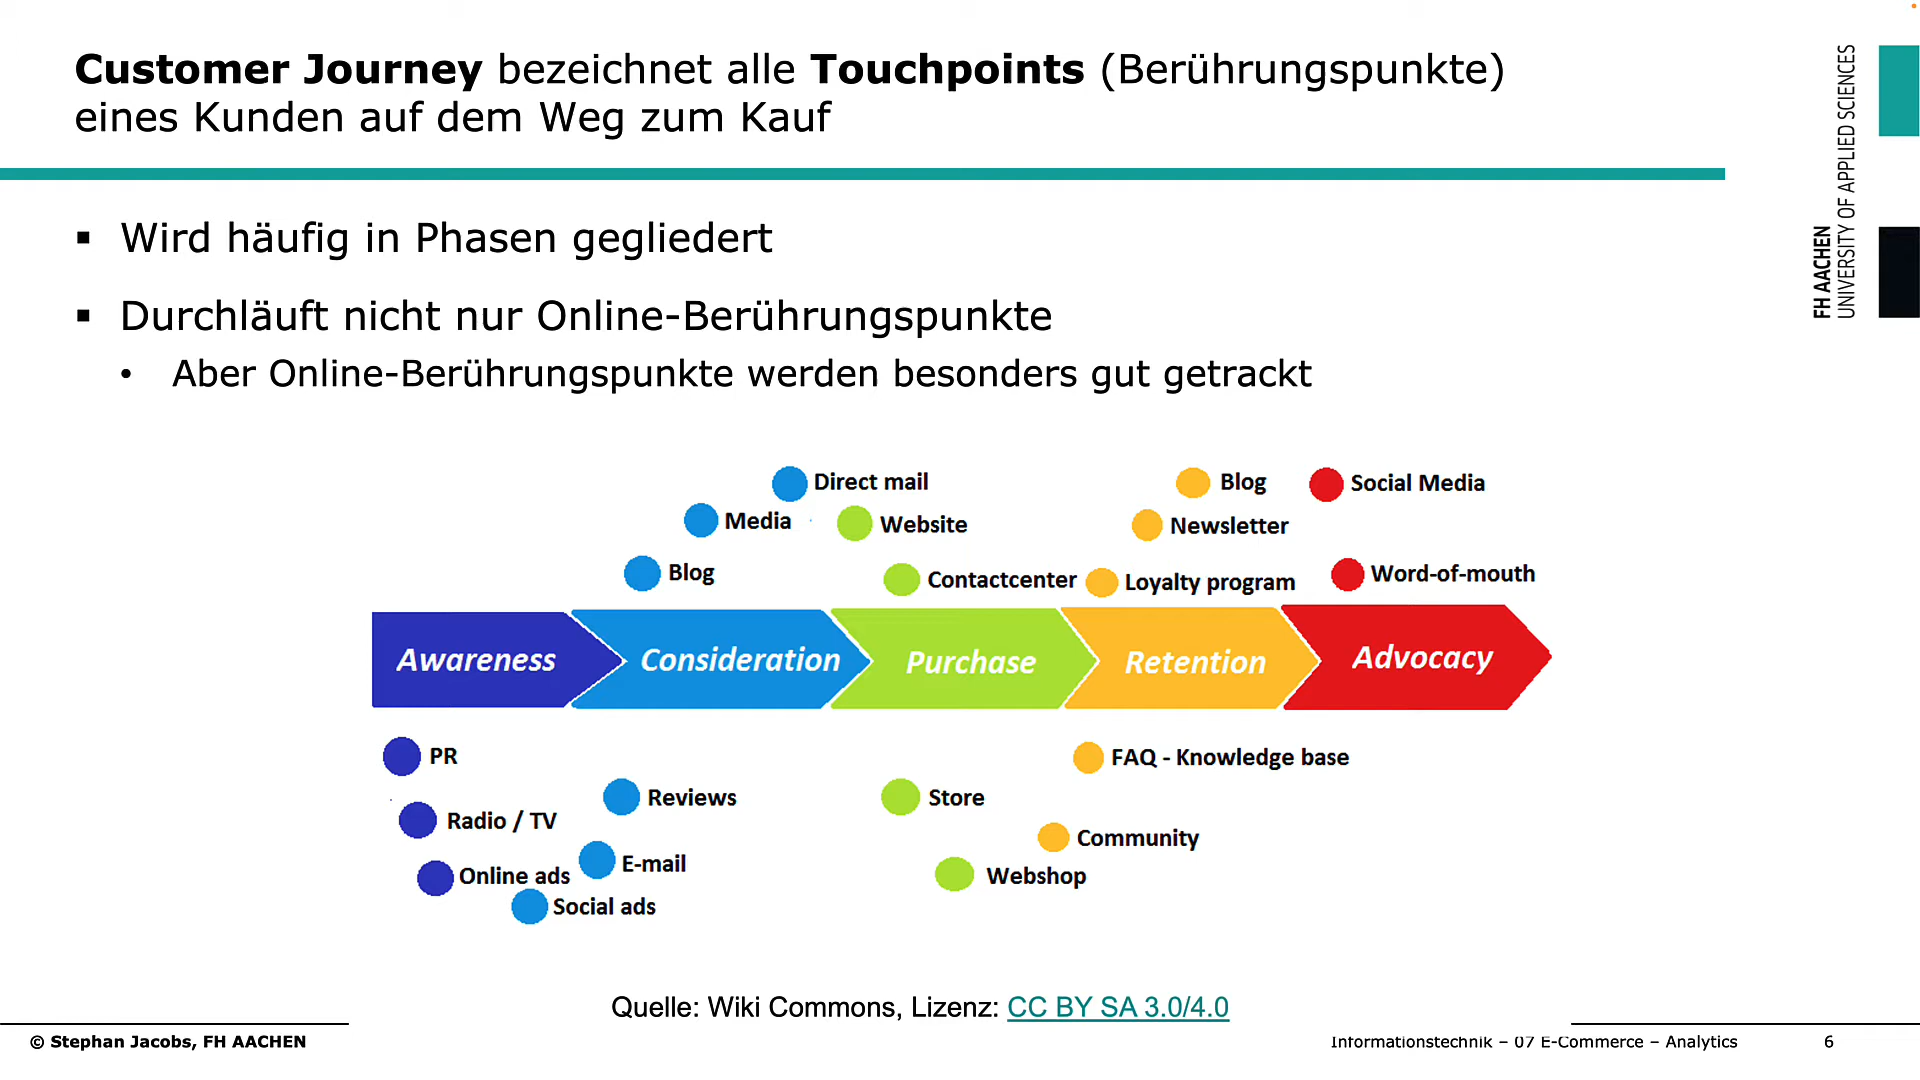 Customer Journey bezeichnet alle Touchpoints (Berührungspunkte)
eines Kunden auf dem Weg zum Kauf
FH AACHEN
UNIVERSITY OF APPLIED SCIENCES
▪ Wird häufig in Phasen gegliedert
▪ Durchläuft nicht nur Online-Berührungspunkte
• Aber Online-Berührungspunkte werden besonders gut getrackt
Direct mail
Media
Website
Blog
Contactcenter
Blog
Newsletter
Loyalty program
Social Media
Word-of-mouth
Awareness
Consideration
Purchase
Retention
Advocacy
PR
Radio / TV
Online ads
Reviews
E-mail
Social ads
Store
Webshop
FAQ - Knowledge base
Community
Quelle: Wiki Commons, Lizenz: CC BY SA 3.0/4.0
© Stephan Jacobs, FH AACHEN
Informationstechnik – 07 E-Commerce – Analytics
6